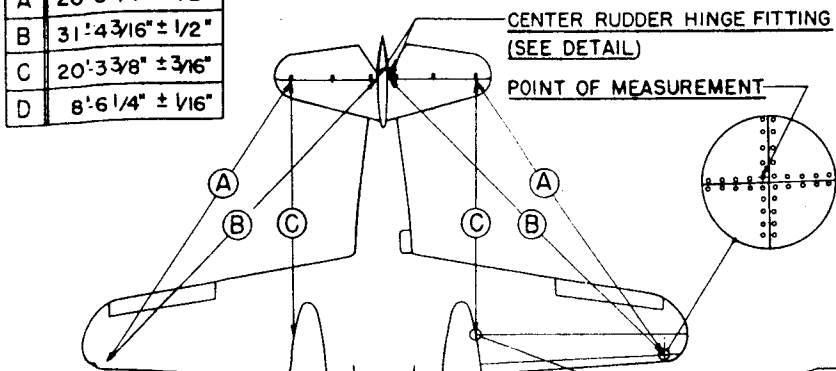 A
B 31'-4 3/16" ± 1/2"
C 20'-3 3/8" ± 3/16"
D 8'-6 1/4" ± 1/16"
CENTER RUDDER HINGE FITTING
(SEE DETAIL)
POINT OF MEASUREMENT
A
A
B
C
C
B